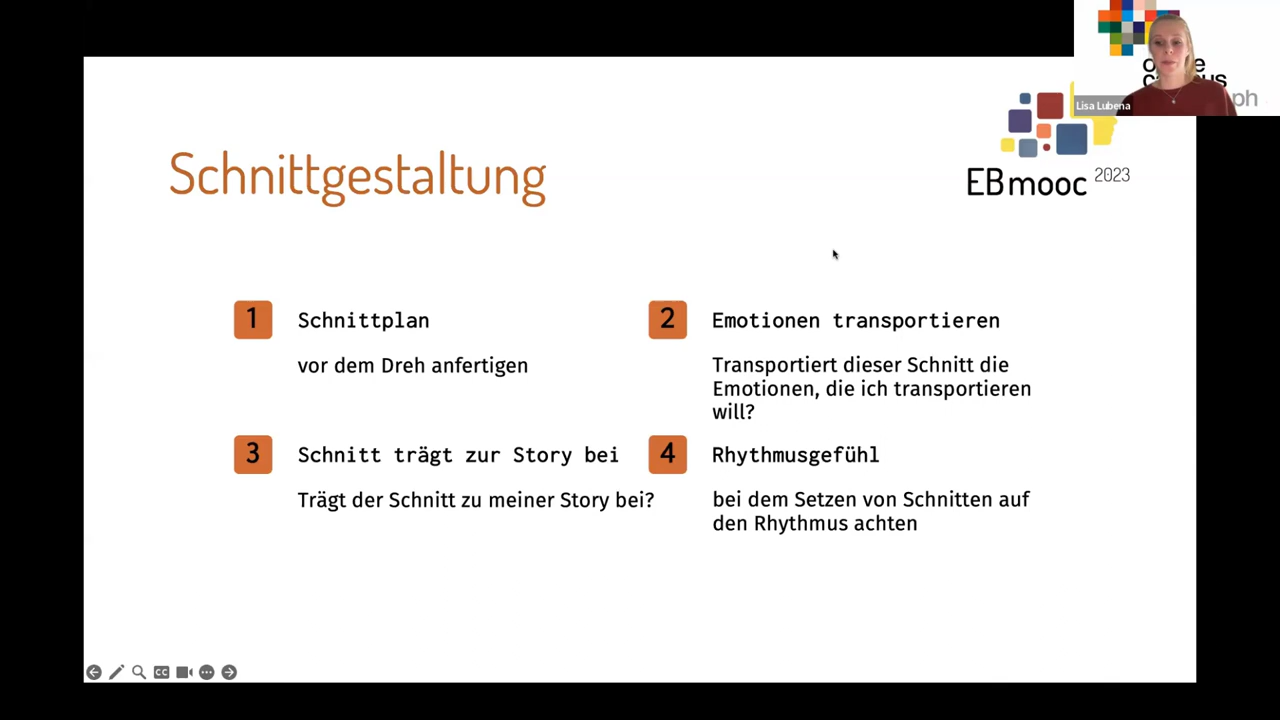 Lisa Lubena
ph
EBmooc 2023
Schnittgestaltung
1 Schnittplan
vor dem Dreh anfertigen
2 Emotionen transportieren
Transportiert dieser Schnitt die
Emotionen, die ich transportieren
will?
3 Schnitt trägt zur Story bei
Trägt der Schnitt zu meiner Story bei?
4 Rhythmusgefühl
bei dem Setzen von Schnitten auf
den Rhythmus achten
CC